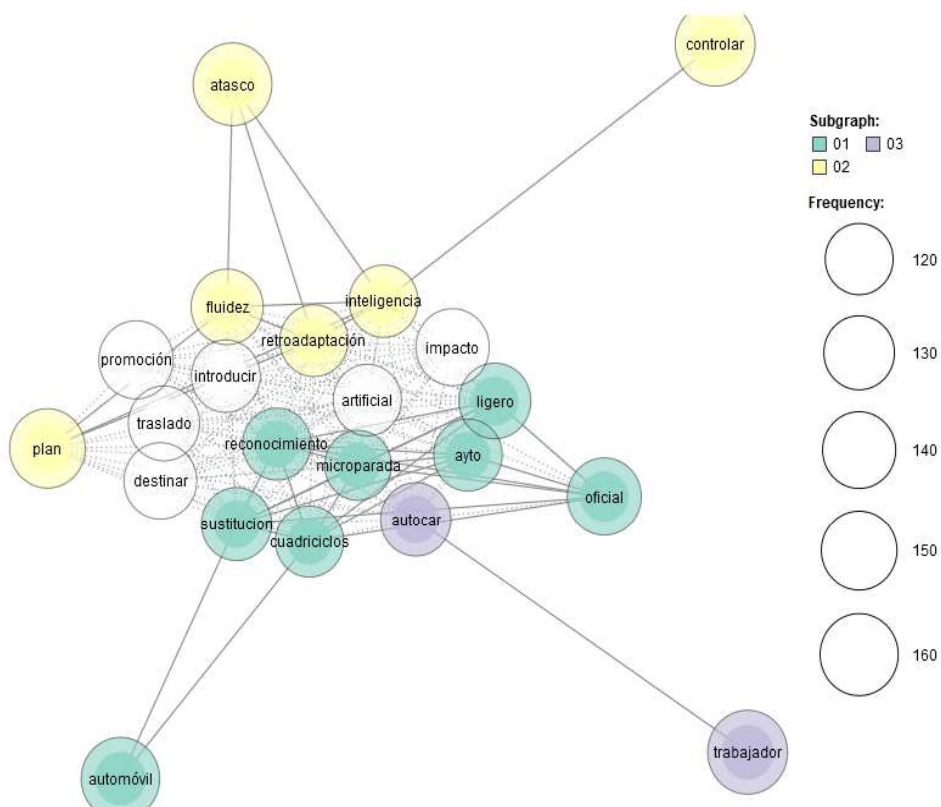 controlar
atasco
Subgraph:
01 03
02
Frequency:
120
fluidez
inteligencia
retroadaptación
promoción
introducir
impacto
130
artificial
ligero
traslado
reconocimiento
plan
microparada
ayto
140
destinar
oficial
sustitucion
autocar
cuadriciclos
150
160
trabajador
automóvil